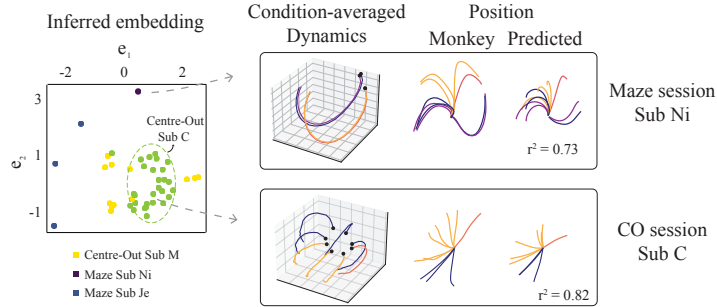 Inferred embedding
e1
-2 0 2
3
1
-1
e2
Centre-Out
Sub C
Centre-Out Sub M
Maze Sub Ni
Maze Sub Je
Condition-averaged
Dynamics
Position
Monkey Predicted
r² = 0.73
Maze session
Sub Ni
r² = 0.82
CO session
Sub C